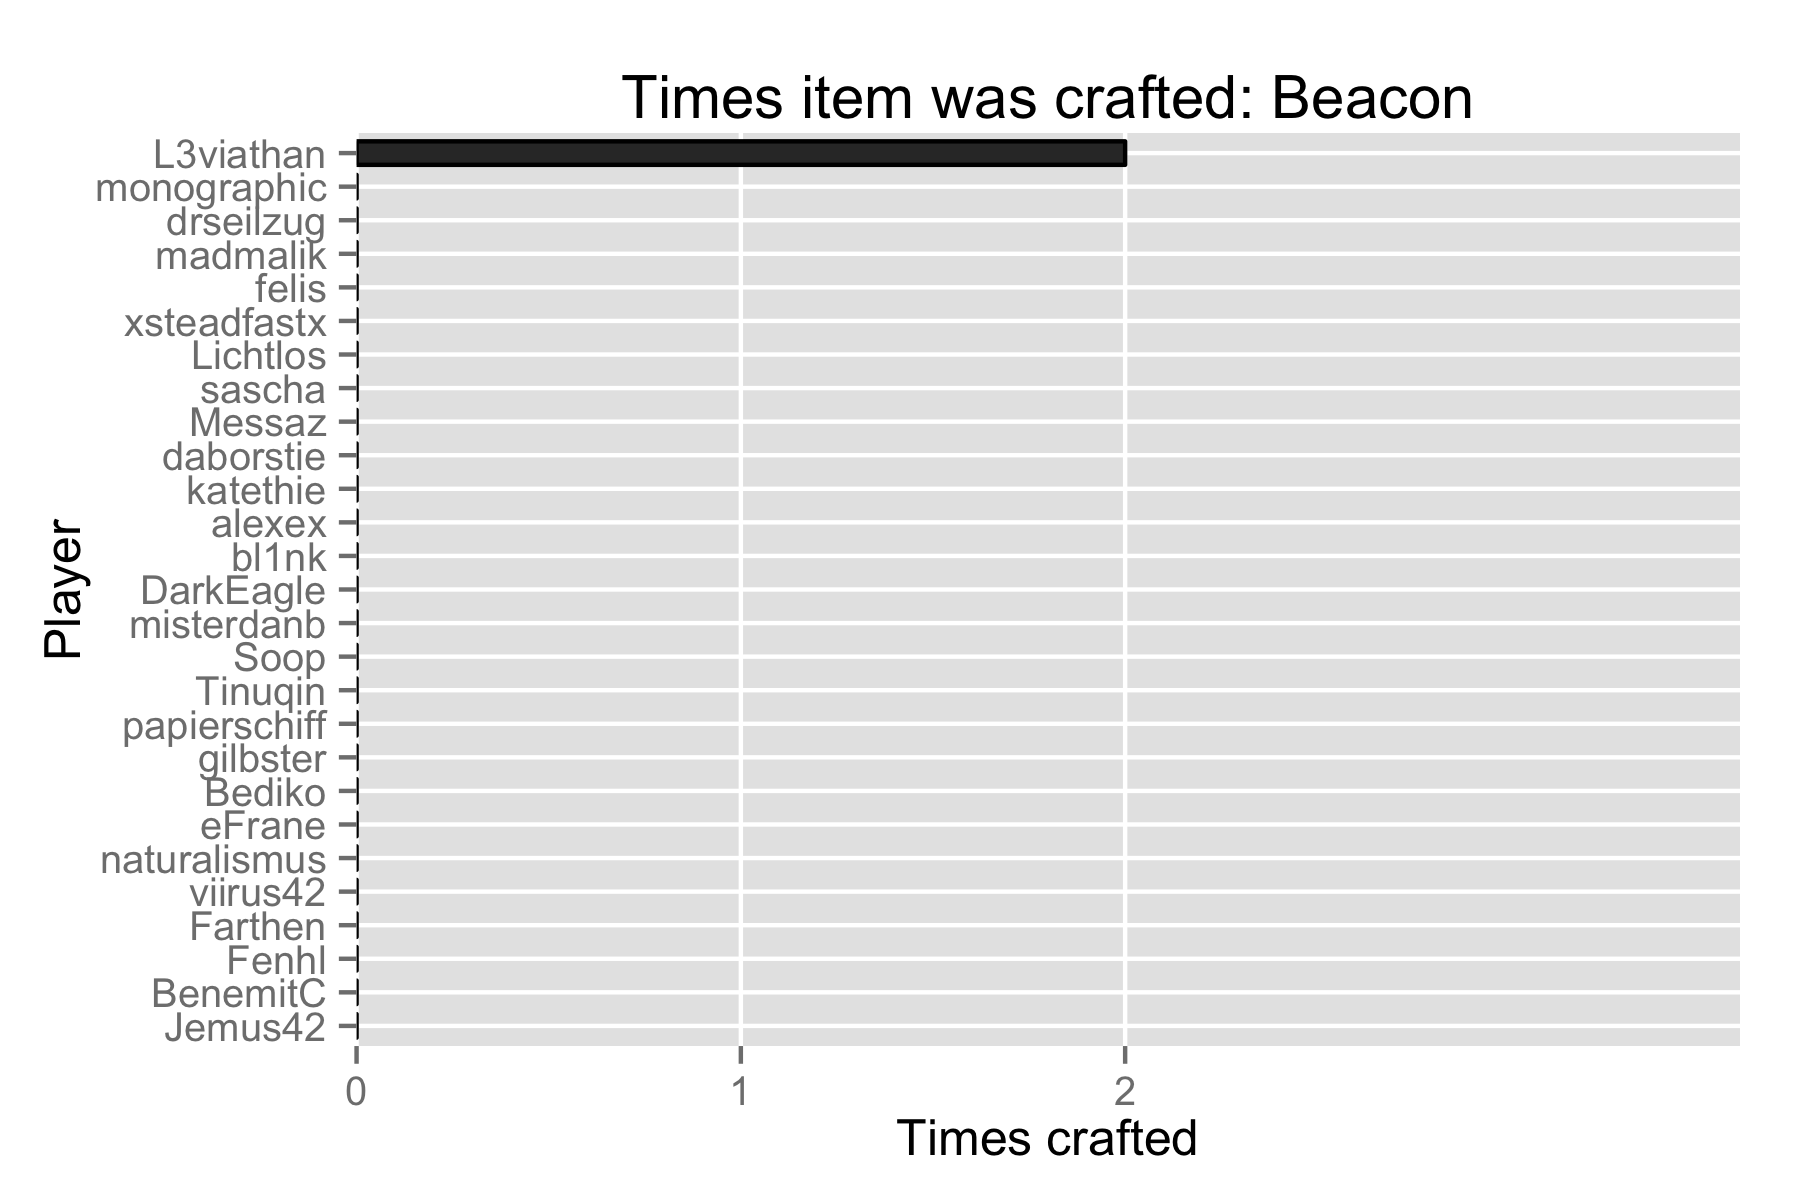 Times item was crafted: Beacon
L3viathan
monographic
drseilzug
madmalik
felis
xsteadfastx
Lichtlos
sascha
Messaz
daborstie
katethie
alexex
bl1nk
DarkEagle
misterdanb
Soop
Tinuqin
papierschiff
gilbster
Bediko
eFrane
naturalismus
viirus42
Farthen
Fenhl
BenemitC
Jemus42
Player
0 1 2
Times crafted